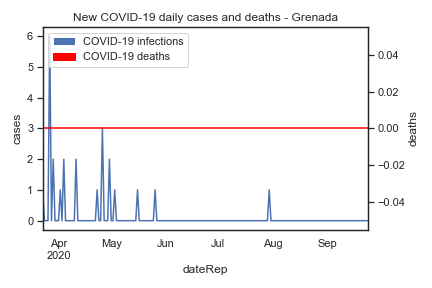 New COVID-19 daily cases and deaths - Grenada
COVID-19 infections
COVID-19 deaths
6
5
4
3
2
1
0
cases
0.04
0.02
0.00
−0.02
−0.04
deaths
Apr
2020
May
Jun
Jul
Aug
Sep
dateRep